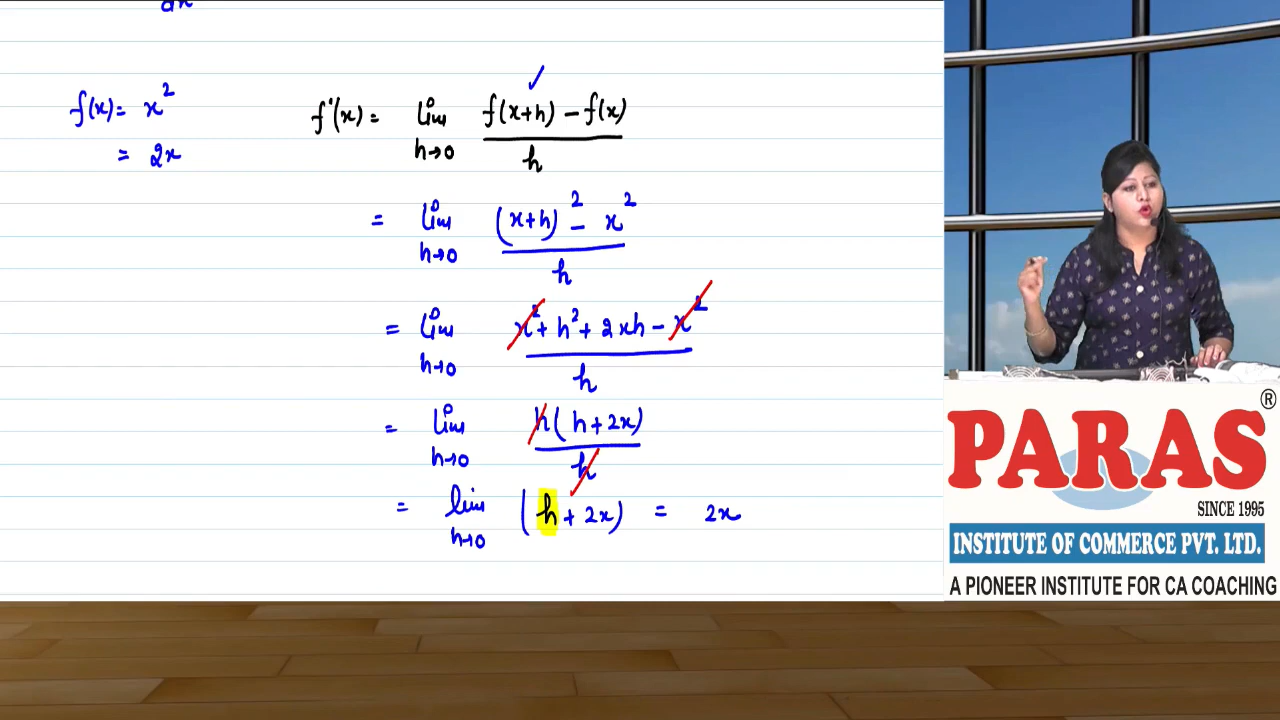 dx
f(x) = x²
= 2x
f'(x) = lim h→0 (f(x+h) - f(x)) / h
= lim h→0 ((x+h)² - x²) / h
= lim h→0 (x² + h² + 2xh - x²) / h
= lim h→0 h(h + 2x) / h
= lim h→0 (h + 2x) = 2x
PARAS®
SINCE 1995
INSTITUTE OF COMMERCE PVT. LTD.
A PIONEER INSTITUTE FOR CA COACHING